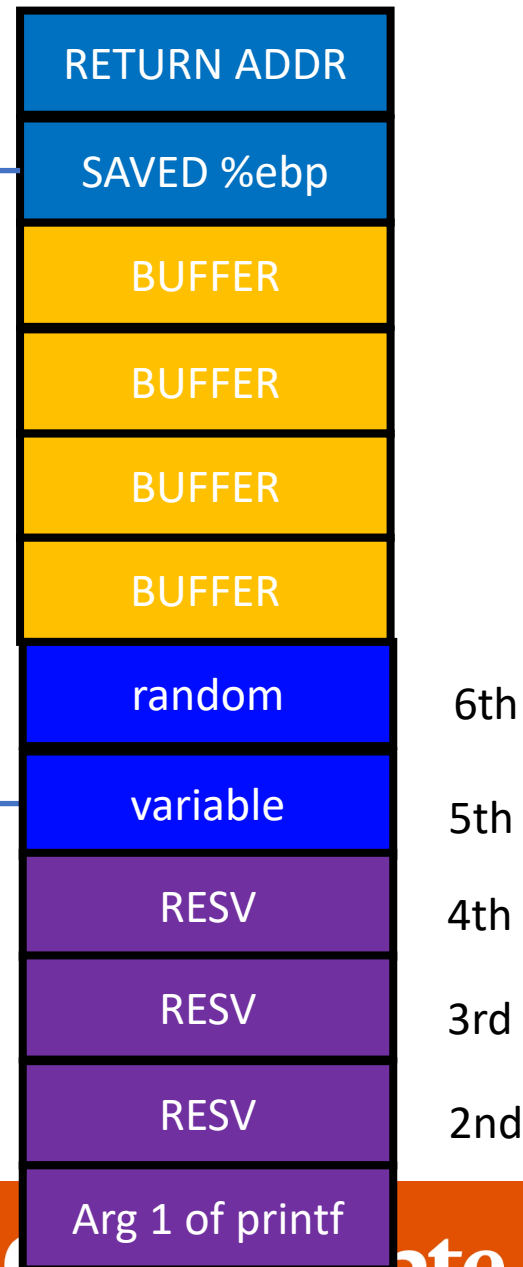 RETURN ADDR
SAVED %ebp
BUFFER
BUFFER
BUFFER
BUFFER
random 6th
variable 5th
RESV 4th
RESV 3rd
RESV 2nd
Arg 1 of printf